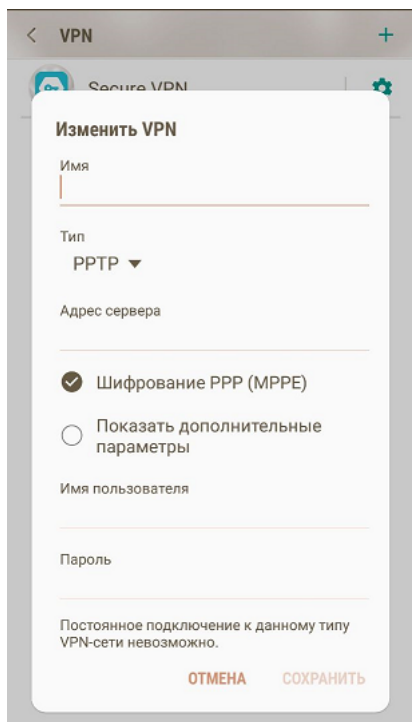 VPN
Secure VPN
Изменить VPN
Имя
Тип
PPTP
Адрес сервера
Шифрование PPP (MPPE)
Показать дополнительные
параметры
Имя пользователя
Пароль
Постоянное подключение к данному типу
VPN-сети невозможно.
ОТМЕНА СОХРАНИТЬ